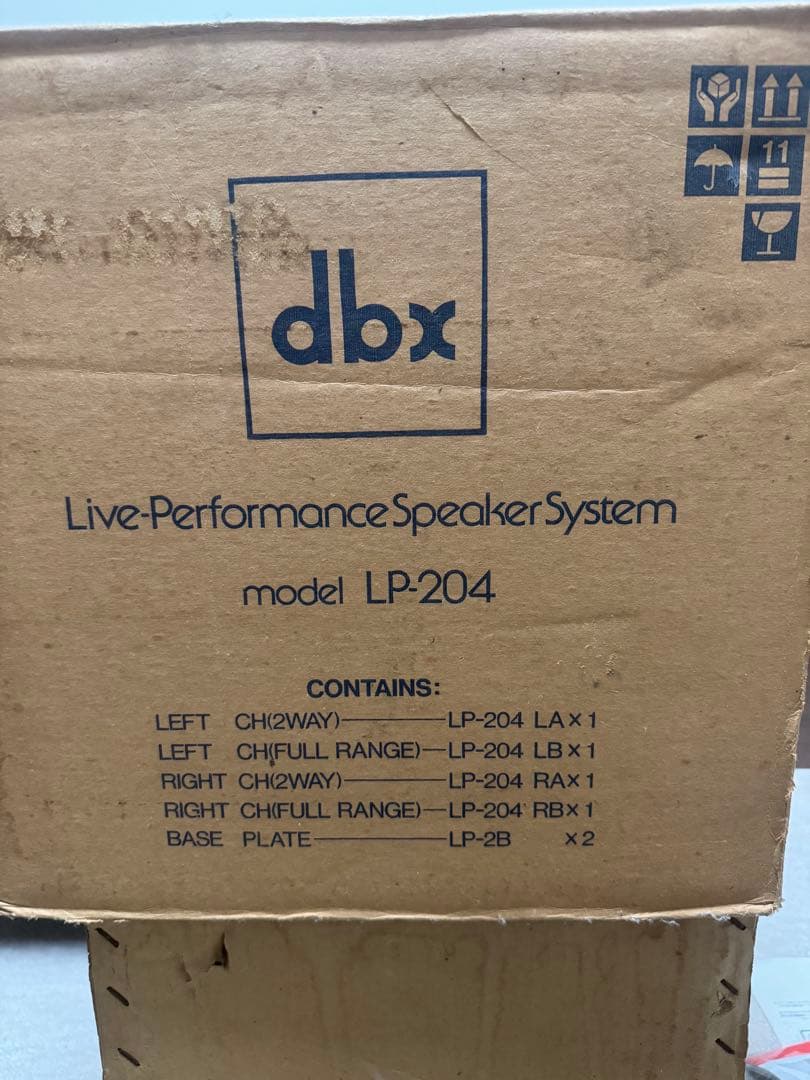 11
dbx
Live-Performance Speaker System
model LP-204
CONTAINS:
LEFT CH(2WAY)—LP-204 LA×1
LEFT CH(FULL RANGE)—LP-204 LB×1
RIGHT CH(2WAY)—LP-204 RA×1
RIGHT CH(FULL RANGE)—LP-204 RB×1
BASE PLATE—LP-2B ×2